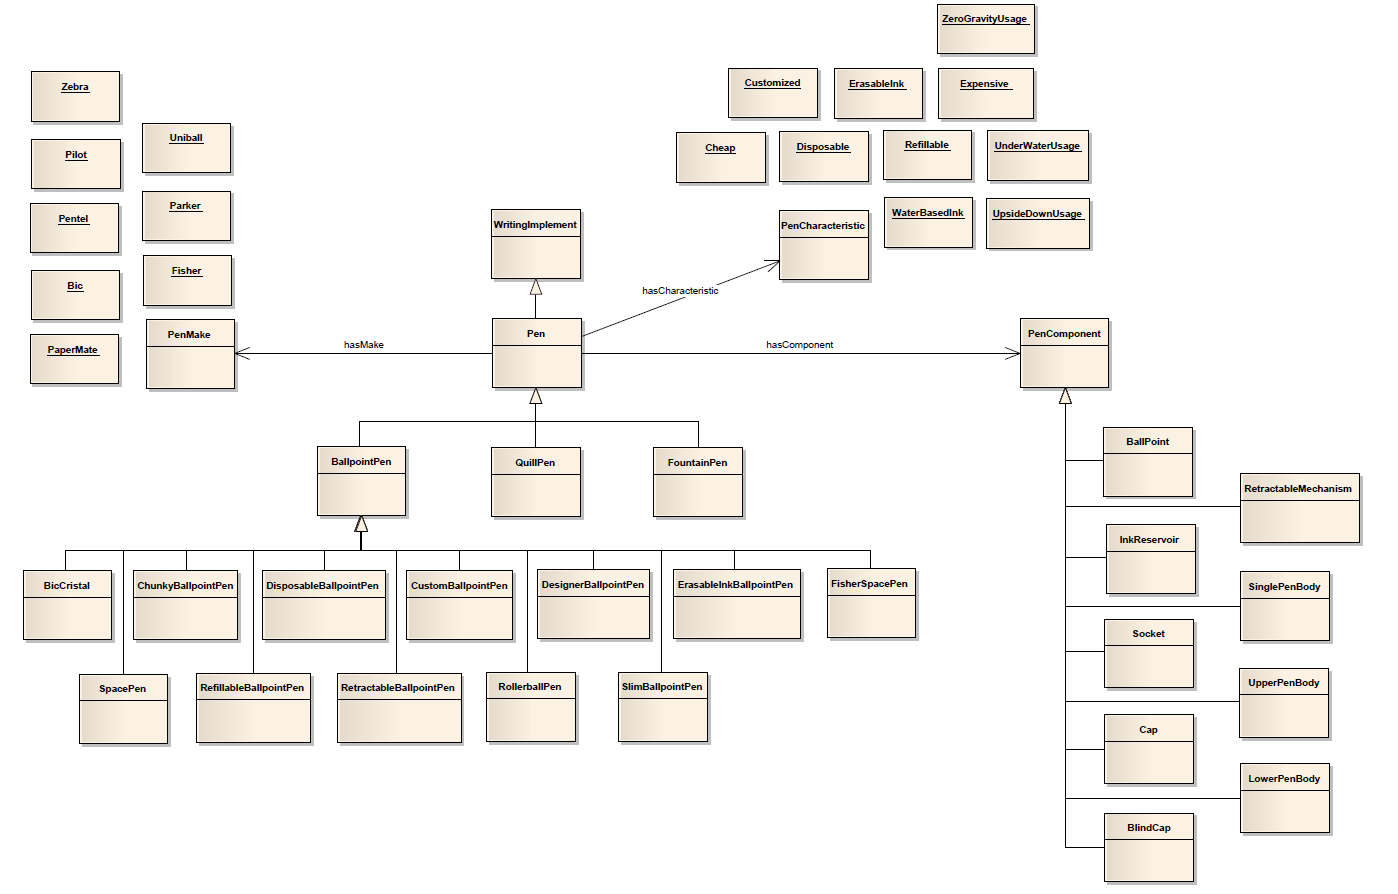 ZeroGravityUsage
Zebra
Customized
ErasableInk
Expensive
Uniball
Pilot
Cheap
Disposable
Refillable
UnderWaterUsage
Parker
Pentel
WritingImplement
PenCharacteristic
WaterBasedInk
UpsideDownUsage
Fisher
Bic
hasCharacteristic
PenMake
Pen
PenComponent
PaperMate
hasMake
hasComponent
BallPoint
BallpointPen
QuillPen
FountainPen
RetractableMechanism
InkReservoir
BicCristal
ChunkyBallpointPen
DisposableBallpointPen
CustomBallpointPen
DesignerBallpointPen
ErasableInkBallpointPen
FisherSpacePen
SinglePenBody
Socket
SpacePen
RefillableBallpointPen
RetractableBallpointPen
RollerballPen
SlimBallpointPen
UpperPenBody
Cap
LowerPenBody
BlindCap